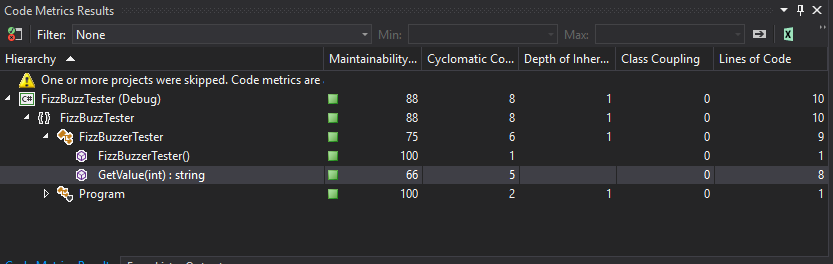 Code Metrics Results
Filter: None Min: Max:
Hierarchy Maintainability... Cyclomatic Co... Depth of Inher... Class Coupling Lines of Code
One or more projects were skipped. Code metrics are
C# FizzBuzzTester (Debug) 88 8 1 0 10
{} FizzBuzzTester 88 8 1 0 10
FizzBuzzerTester 75 6 1 0 9
FizzBuzzerTester() 100 1 0 1
GetValue(int) : string 66 5 0 8
Program 100 2 1 0 1